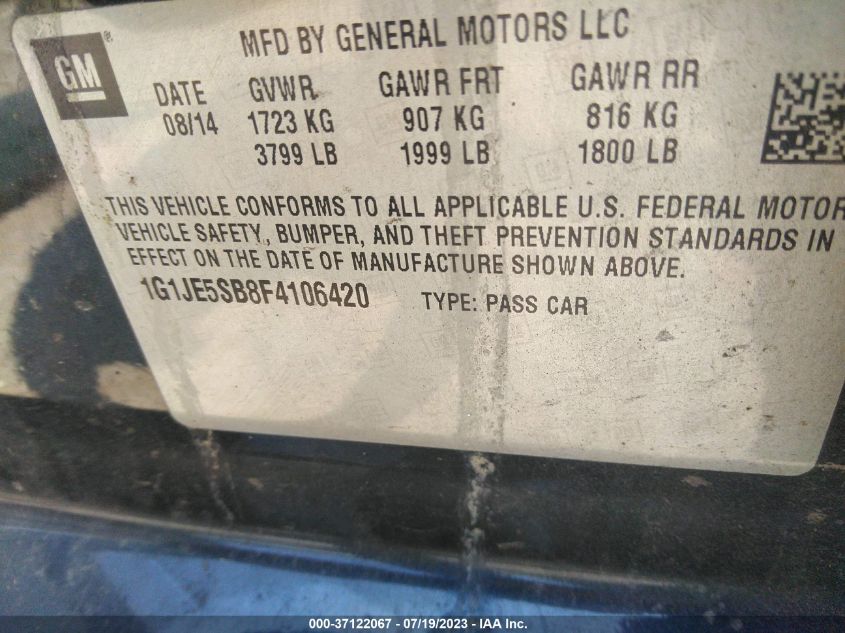 MFD BY GENERAL MOTORS LLC
GM®
DATE GVWR GAWR FRT GAWR RR
08/14 1723 KG 907 KG 816 KG
3799 LB 1999 LB 1800 LB
THIS VEHICLE CONFORMS TO ALL APPLICABLE U.S. FEDERAL MOTOR
VEHICLE SAFETY, BUMPER, AND THEFT PREVENTION STANDARDS IN
EFFECT ON THE DATE OF MANUFACTURE SHOWN ABOVE.
1G1JE5SB8F4106420 TYPE: PASS CAR
000-37122067 - 07/19/2023 - IAA Inc.